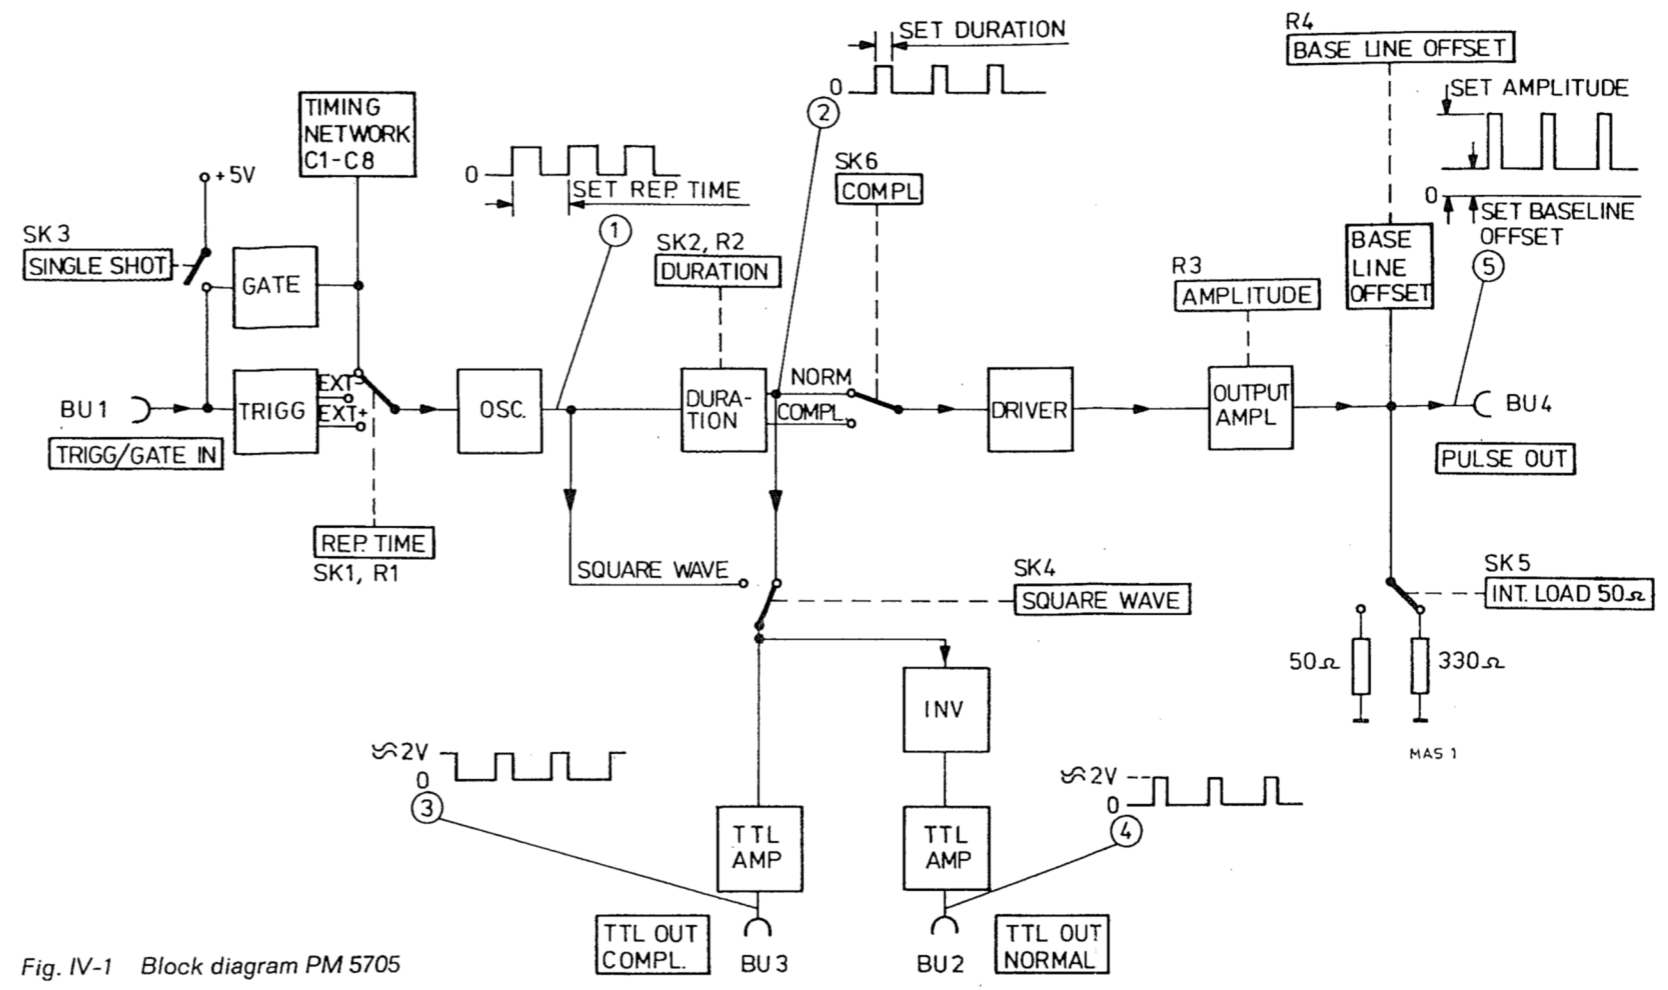 R4
BASE LINE OFFSET
SET DURATION
0
2
SET AMPLITUDE
0
SET BASELINE
OFFSET
5
TIMING
NETWORK
C1-C8
0
SET REP. TIME
1
SK6
COMPL
+5V
SK3
SINGLE SHOT
GATE
SK2, R2
DURATION
BASE
LINE
OFFSET
R3
AMPLITUDE
BU1
TRIGG/GATE IN
TRIGG
EXT-
EXT+
OSC.
DURA-
TION
NORM
COMPL.
DRIVER
OUTPUT
AMPL
BU4
PULSE OUT
REP. TIME
SK1, R1
SQUARE WAVE
SK4
SQUARE WAVE
SK5
INT. LOAD 50Ω
50Ω
330Ω
MAS 1
INV
≈2V
0
3
≈2V
0
4
TTL
AMP
TTL
AMP
TTL OUT
COMPL.
BU3
BU2
TTL OUT
NORMAL
Fig. IV-1 Block diagram PM 5705